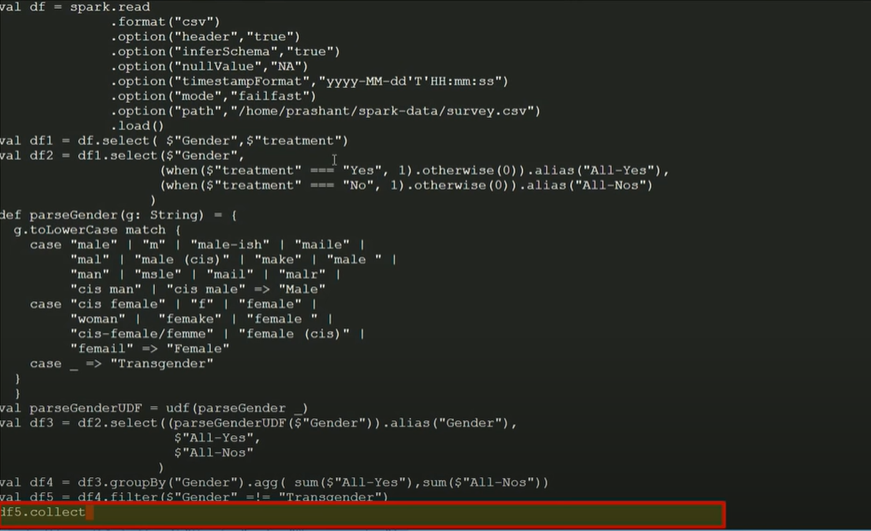 val df = spark.read
.format("csv")
.option("header","true")
.option("inferSchema","true")
.option("nullValue","NA")
.option("timestampFormat","yyyy-MM-dd'T'HH:mm:ss")
.option("mode","failfast")
.option("path","/home/prashant/spark-data/survey.csv")
.load()
val df1 = df.select( $"Gender",$"treatment")
val df2 = df1.select($"Gender",
(when($"treatment" === "Yes", 1).otherwise(0)).alias("All-Yes"),
(when($"treatment" === "No", 1).otherwise(0)).alias("All-Nos")
)
def parseGender(g: String) = {
g.toLowerCase match {
case "male" | "m" | "male-ish" | "maile" |
"mal" | "male (cis)" | "make" | "male " |
"man" | "msle" | "mail" | "malr" |
"cis man" | "cis male" => "Male"
case "cis female" | "f" | "female" |
"woman" |  "femake" | "female " |
"cis-female/femme" | "female (cis)" |
"femail" => "Female"
case _ => "Transgender"
}
}
val parseGenderUDF = udf(parseGender _)
val df3 = df2.select((parseGenderUDF($"Gender")).alias("Gender"),
$"All-Yes",
$"All-Nos"
)
val df4 = df3.groupBy("Gender").agg( sum($"All-Yes"),sum($"All-Nos"))
val df5 = df4.filter($"Gender" =!= "Transgender")
df5.collect